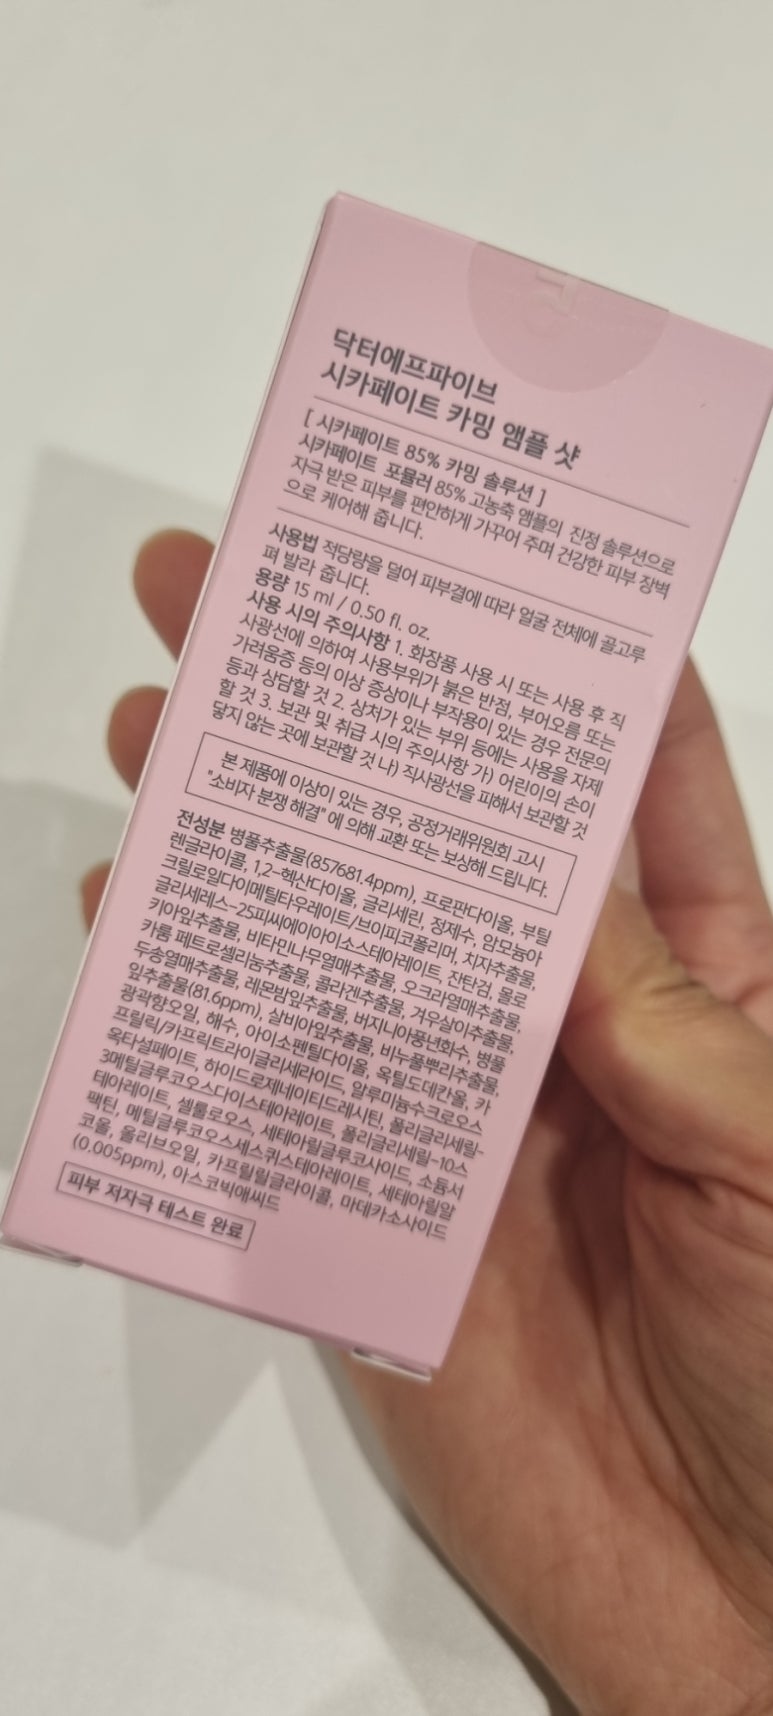 닥터에프파이브
시카페이트 카밍 앰플 샷
[ 시카페이트 85% 카밍 솔루션 ]
시카페이트 포뮬러 85% 고농축 앰플의 진정 솔루션으로
자극 받은 피부를 편안하게 가꾸어 주며 건강한 피부 장벽
으로 케어해 줍니다.
사용법 적당량을 덜어 피부결에 따라 얼굴 전체에 골고루
펴 발라 줍니다.
용량 15 ml / 0.50 fl. oz.
사용 시의 주의사항 1. 화장품 사용 시 또는 사용 후 직
사광선에 의하여 사용부위가 붉은 반점, 부어오름 또는
가려움증 등의 이상 증상이나 부작용이 있는 경우 전문의
등과 상담할 것 2. 상처가 있는 부위 등에는 사용을 자제
할 것 3. 보관 및 취급 시의 주의사항 가) 어린이의 손이
닿지 않는 곳에 보관할 것 나) 직사광선을 피해서 보관할 것
본 제품에 이상이 있는 경우, 공정거래위원회 고시
"소비자 분쟁 해결" 에 의해 교환 또는 보상해 드립니다.
전성분 병풀추출물(857681.4ppm), 프로판다이올, 부틸
렌글라이콜, 1,2-헥산다이올, 글리세린, 정제수, 암모늄아
크릴로일다이메틸타우레이트/브이피코폴리머, 치자추출물,
글리세레스-25피씨에이아이소스테아레이트, 잔탄검, 몰로
키아잎추출물, 비타민나무열매추출물, 오크라열매추출물,
카룸 페트로셀리눔추출물, 콜라겐추출물, 겨우살이추출물,
두송열매추출물, 레몬밤잎추출물, 버지니아풍년화수, 병풀
잎추출물(81.6ppm), 살비아잎추출물, 비누풀뿌리추출물,
광곽향오일, 해수, 아이소펜틸다이올, 옥틸도데칸올, 카
프릴릭/카프릭트라이글리세라이드, 알루미늄수크로오스
옥타설페이트, 하이드로제네이티드레시틴, 폴리글리세릴-
3메틸글루코오스다이스테아레이트, 폴리글리세릴-10스
테아레이트, 셀룰로오스, 세테아릴글루코사이드, 소듐서
팩틴, 메틸글루코오스세스퀴스테아레이트, 세테아릴알
코올, 올리브오일, 카프릴릴글라이콜, 마데카소사이드
(0.005ppm), 아스코빅애씨드
피부 저자극 테스트 완료